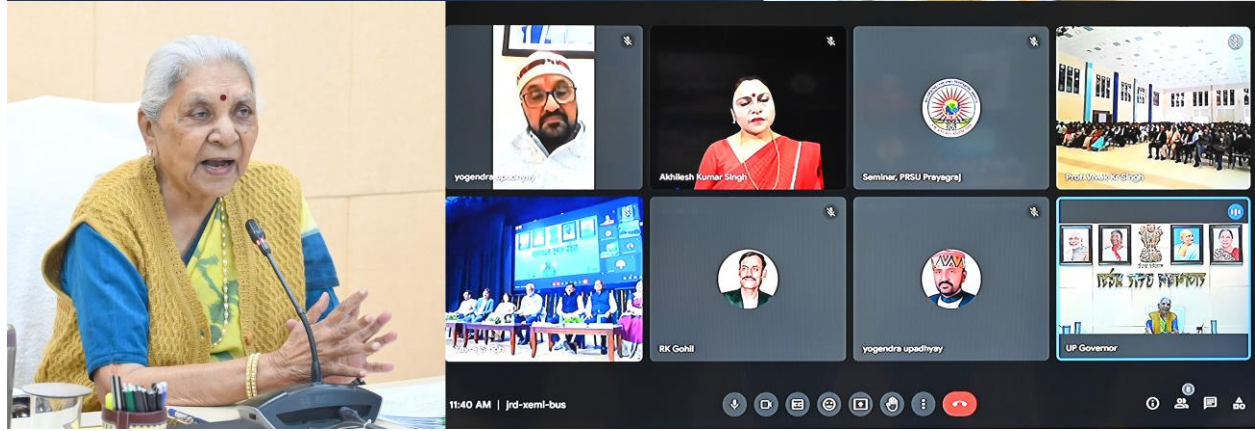 yogendra upadhyay
Akhilesh Kumar Singh
Seminar, PRSU Prayagraj
Prof. Vivek Kr Singh
RK Gohil
yogendra upadhyay
UP Governor
11:40 AM | jrd-xemi-bus
8